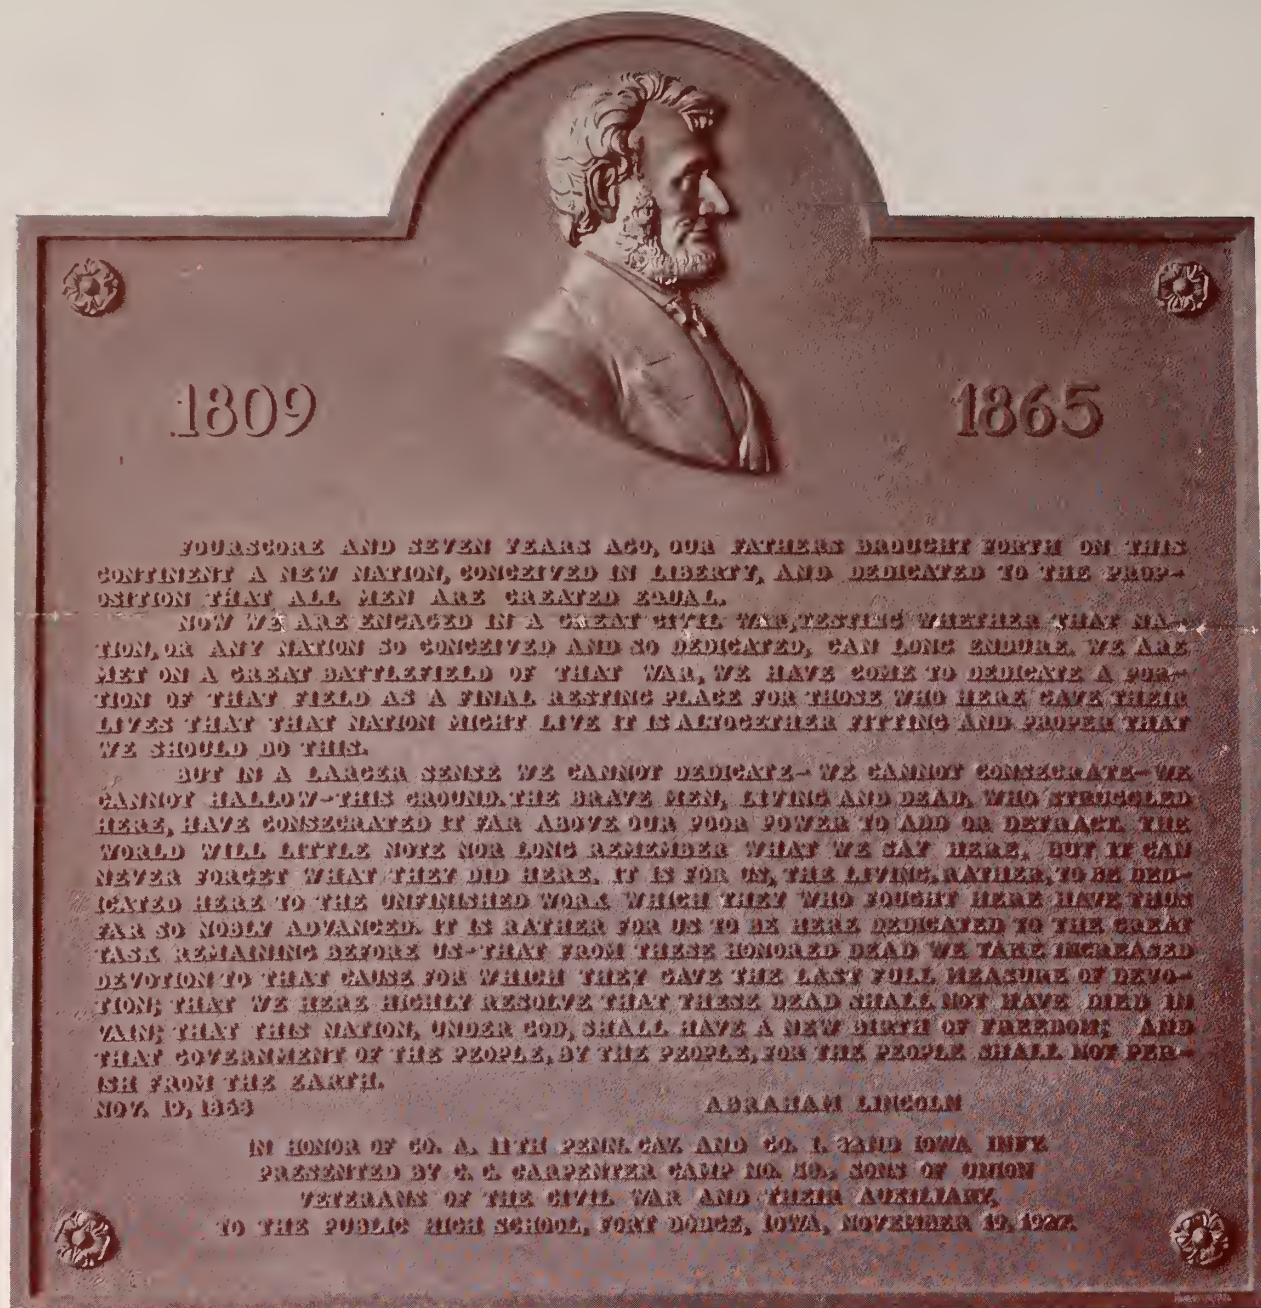 1809
1865
FOURSCORE AND SEVEN YEARS AGO, OUR FATHERS BROUGHT FORTH ON THIS
CONTINENT A NEW NATION, CONCEIVED IN LIBERTY, AND DEDICATED TO THE PROP-
OSITION THAT ALL MEN ARE CREATED EQUAL.
NOW WE ARE ENGAGED IN A GREAT CIVIL WAR, TESTING WHETHER THAT NA-
TION, OR ANY NATION SO CONCEIVED AND SO DEDICATED, CAN LONG ENDURE. WE ARE
MET ON A GREAT BATTLEFIELD OF THAT WAR, WE HAVE COME TO DEDICATE A POR-
TION OF THAT FIELD AS A FINAL RESTING PLACE FOR THOSE WHO HERE GAVE THEIR
LIVES THAT THAT NATION MIGHT LIVE IT IS ALTOGETHER FITTING AND PROPER THAT
WE SHOULD DO THIS.
BUT IN A LARGER SENSE WE CANNOT DEDICATE- WE CANNOT CONSECRATE-WE
CANNOT HALLOW-THIS GROUND. THE BRAVE MEN, LIVING AND DEAD, WHO STRUGGLED
HERE, HAVE CONSECRATED IT FAR ABOVE OUR POOR POWER TO ADD OR DETRACT. THE
WORLD WILL LITTLE NOTE NOR LONG REMEMBER WHAT WE SAY HERE, BUT IT CAN
NEVER FORGET WHAT THEY DID HERE. IT IS FOR US, THE LIVING, RATHER, TO BE DED-
ICATED HERE TO THE UNFINISHED WORK WHICH THEY WHO FOUGHT HERE HAVE THUS
FAR SO NOBLY ADVANCED. IT IS RATHER FOR US TO BE HERE DEDICATED TO THE GREAT
TASK REMAINING BEFORE US-THAT FROM THESE HONORED DEAD WE TAKE INCREASED
DEVOTION TO THAT CAUSE FOR WHICH THEY GAVE THE LAST FULL MEASURE OF DEVO-
TION; THAT WE HERE HIGHLY RESOLVE THAT THESE DEAD SHALL NOT HAVE DIED IN
VAIN; THAT THIS NATION, UNDER GOD, SHALL HAVE A NEW BIRTH OF FREEDOM; AND
THAT GOVERNMENT OF THE PEOPLE, BY THE PEOPLE, FOR THE PEOPLE SHALL NOT PER-
ISH FROM THE EARTH.
NOV. 19, 1863
ABRAHAM LINCOLN
IN HONOR OF CO. A. 11TH PENN. CAV. AND CO. I. 32ND IOWA INFY.
PRESENTED BY C. C. CARPENTER CAMP NO. SONS OF UNION
VETERANS OF THE CIVIL WAR AND THEIR AUXILIARY,
TO THE PUBLIC HIGH SCHOOL, FORT DODGE, IOWA, NOVEMBER 19, 1927.